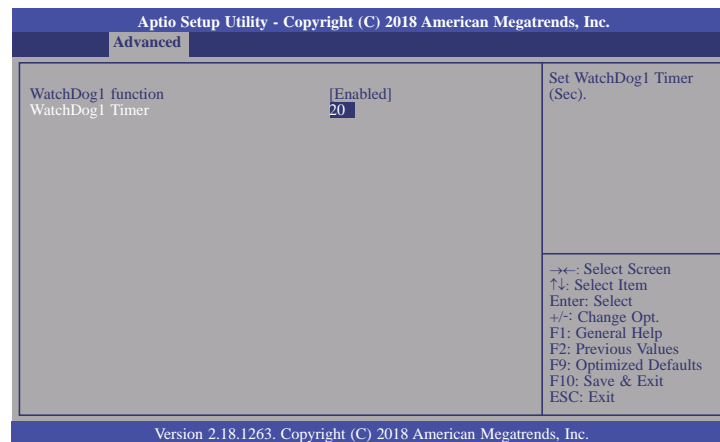 Aptio Setup Utility - Copyright (C) 2018 American Megatrends, Inc.
Advanced
WatchDog1 function [Enabled]
WatchDog1 Timer 20
Set WatchDog1 Timer
(Sec).
→←: Select Screen
↑↓: Select Item
Enter: Select
+/-: Change Opt.
F1: General Help
F2: Previous Values
F9: Optimized Defaults
F10: Save & Exit
ESC: Exit
Version 2.18.1263. Copyright (C) 2018 American Megatrends, Inc.